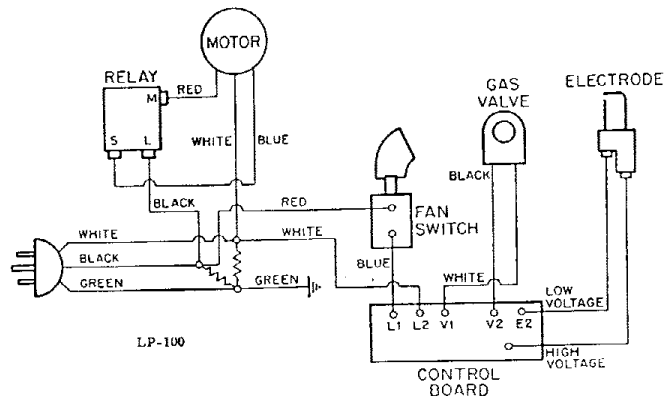 MOTOR
RELAY
M
RED
S
L
WHITE
BLUE
GAS
VALVE
ELECTRODE
BLACK
BLACK
RED
FAN
SWITCH
WHITE
WHITE
BLACK
GREEN
GREEN
BLUE
WHITE
LOW
VOLTAGE
L1
L2
V1
V2
E2
HIGH
VOLTAGE
LP-100
CONTROL
BOARD